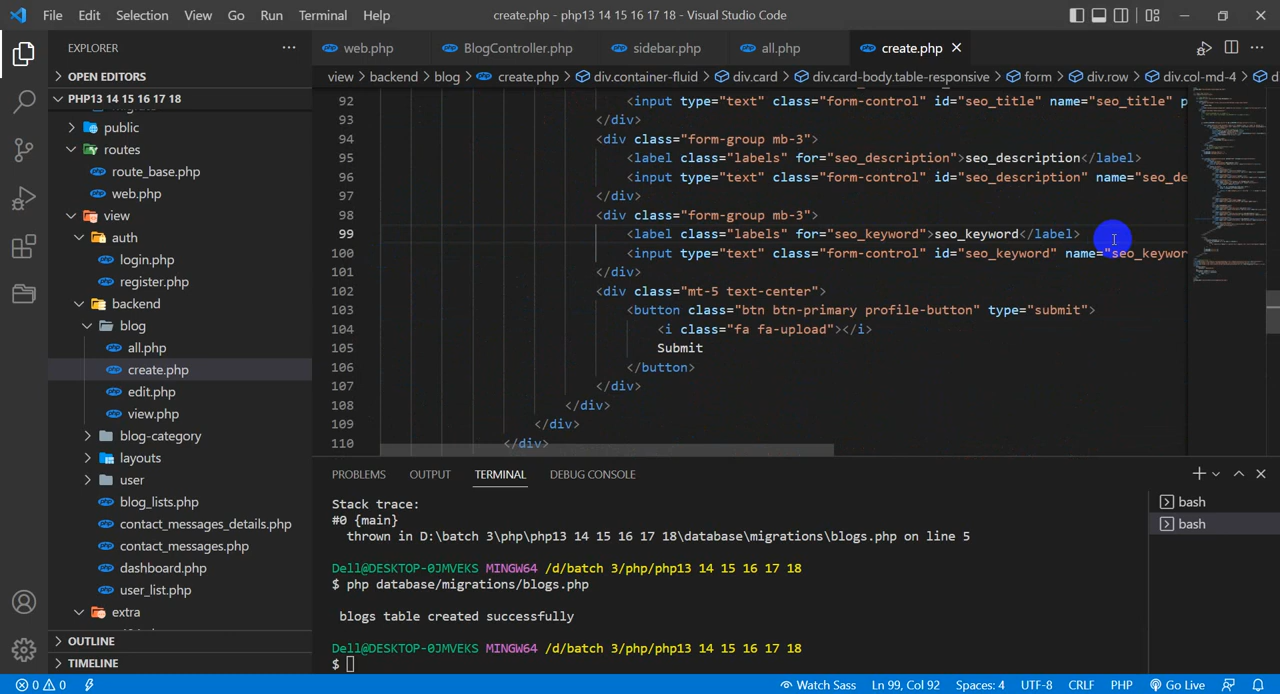 File Edit Selection View Go Run Terminal Help
create.php - php13 14 15 16 17 18 - Visual Studio Code
EXPLORER
OPEN EDITORS
PHP13 14 15 16 17 18
public
routes
route_base.php
web.php
view
auth
login.php
register.php
backend
blog
all.php
create.php
edit.php
view.php
blog-category
layouts
user
blog_lists.php
contact_messages_details.php
contact_messages.php
dashboard.php
user_list.php
extra
OUTLINE
TIMELINE
web.php BlogController.php sidebar.php all.php create.php
view > backend > blog > create.php > div.container-fluid > div.card > div.card-body.table-responsive > form > div.row > div.col-md-4 > d
92 <input type="text" class="form-control" id="seo_title" name="seo_title" p
93 </div>
94 <div class="form-group mb-3">
95 <label class="labels" for="seo_description">seo_description</label>
96 <input type="text" class="form-control" id="seo_description" name="seo_de
97 </div>
98 <div class="form-group mb-3">
99 <label class="labels" for="seo_keyword">seo_keyword</label>
100 <input type="text" class="form-control" id="seo_keyword" name="seo_keywor
101 </div>
102 <div class="mt-5 text-center">
103 <button class="btn btn-primary profile-button" type="submit">
104 <i class="fa fa-upload"></i>
105 Submit
106 </button>
107 </div>
108 </div>
109 </div>
110 </div>
PROBLEMS OUTPUT TERMINAL DEBUG CONSOLE
Stack trace:
#0 {main}
thrown in D:\batch 3\php\php13 14 15 16 17 18\database\migrations\blogs.php on line 5
Dell@DESKTOP-0JMVEKS MINGW64 /d/batch 3/php/php13 14 15 16 17 18
$ php database/migrations/blogs.php
blogs table created successfully
Dell@DESKTOP-0JMVEKS MINGW64 /d/batch 3/php/php13 14 15 16 17 18
$
bash
bash
0 0 Watch Sass Ln 99, Col 92 Spaces: 4 UTF-8 CRLF PHP Go Live